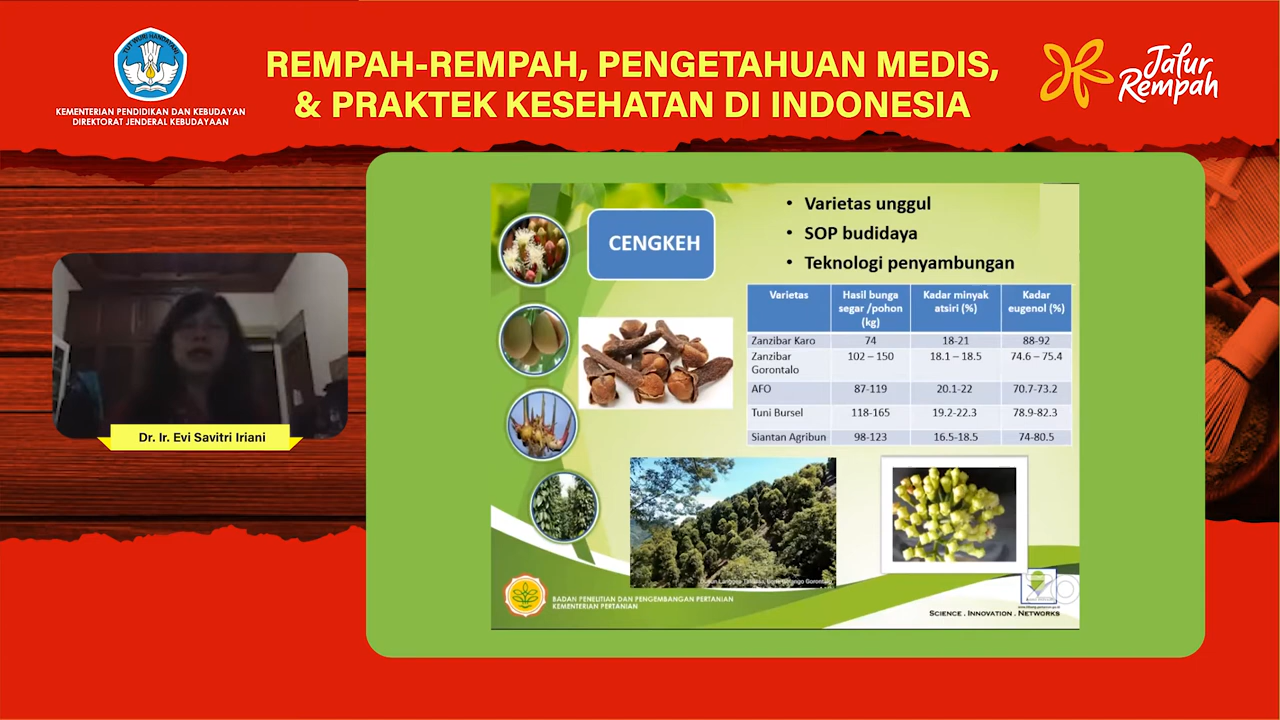 TUT WURI HANDAYANI
KEMENTERIAN PENDIDIKAN DAN KEBUDAYAN
DIREKTORAT JENDERAL KEBUDAYAAN
REMPAH-REMPAH, PENGETAHUAN MEDIS,
& PRAKTEK KESEHATAN DI INDONESIA
Jalur
Rempah
Dr. Ir. Evi Savitri Iriani
CENGKEH
• Varietas unggul
• SOP budidaya
• Teknologi penyambungan
Varietas Hasil bunga segar /pohon (kg) Kadar minyak atsiri (%) Kadar eugenol (%)
Zanzibar Karo 74 18-21 88-92
Zanzibar Gorontalo 102 – 150 18.1 – 18.5 74.6 – 75.4
AFO 87-119 20.1-22 70.7-73.2
Tuni Bursel 118-165 19.2-22.3 78.9-82.3
Siantan Agribun 98-123 16.5-18.5 74-80.5
BADAN PENELITIAN DAN PENGEMBANGAN PERTANIAN
KEMENTERIAN PERTANIAN
SCIENCE . INNOVATION . NETWORKS